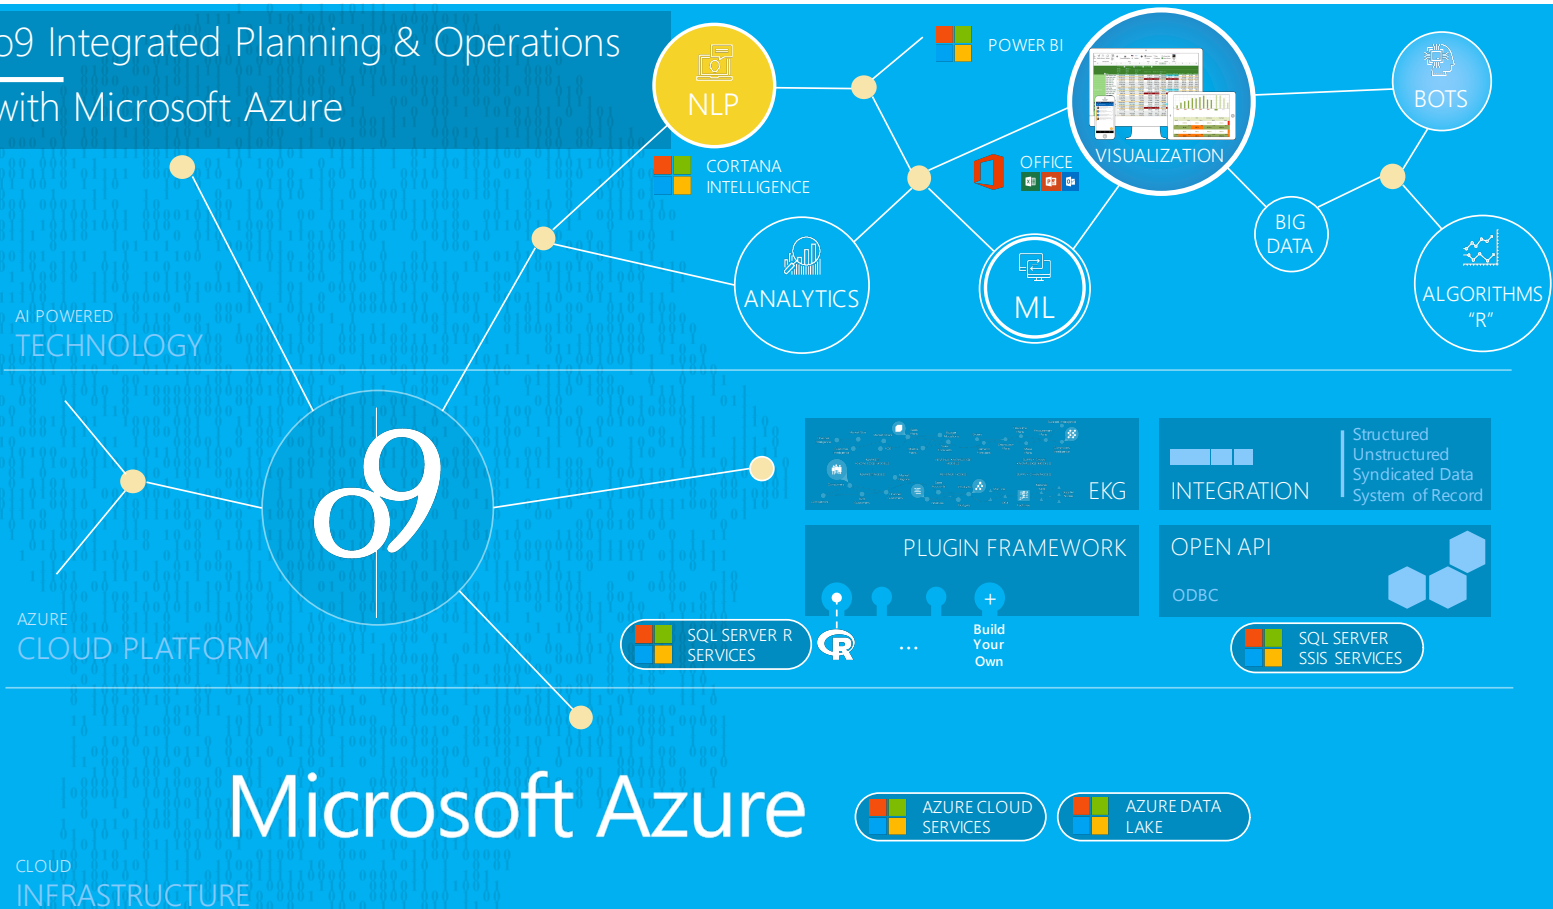 o9 Integrated Planning & Operations
with Microsoft Azure
NLP
CORTANA
INTELLIGENCE
POWER BI
OFFICE
VISUALIZATION
BOTS
BIG
DATA
ANALYTICS
ML
ALGORITHMS
“R”
AI POWERED
TECHNOLOGY
o9
EKG
INTEGRATION
Structured
Unstructured
Syndicated Data
System of Record
PLUGIN FRAMEWORK
+
OPEN API
ODBC
SQL SERVER R
SERVICES
R
...
Build
Your
Own
SQL SERVER
SSIS SERVICES
AZURE
CLOUD PLATFORM
Microsoft Azure
AZURE CLOUD
SERVICES
AZURE DATA
LAKE
CLOUD
INFRASTRUCTURE